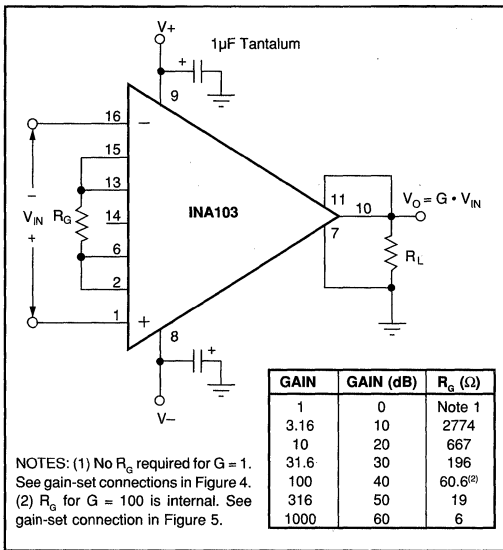 V+
1µF Tantalum
+
9
16
−
15
13
INA103
11
14
10
V_O = G • V_IN
−
V_IN
R_G
+
6
7
R_L
2
1
+
8
+
V−
GAIN GAIN (dB) R_G (Ω)
1 0 Note 1
3.16 10 2774
10 20 667
31.6 30 196
100 40 60.6(2)
316 50 19
1000 60 6
NOTES: (1) No R_G required for G = 1.
See gain-set connections in Figure 4.
(2) R_G for G = 100 is internal. See
gain-set connection in Figure 5.